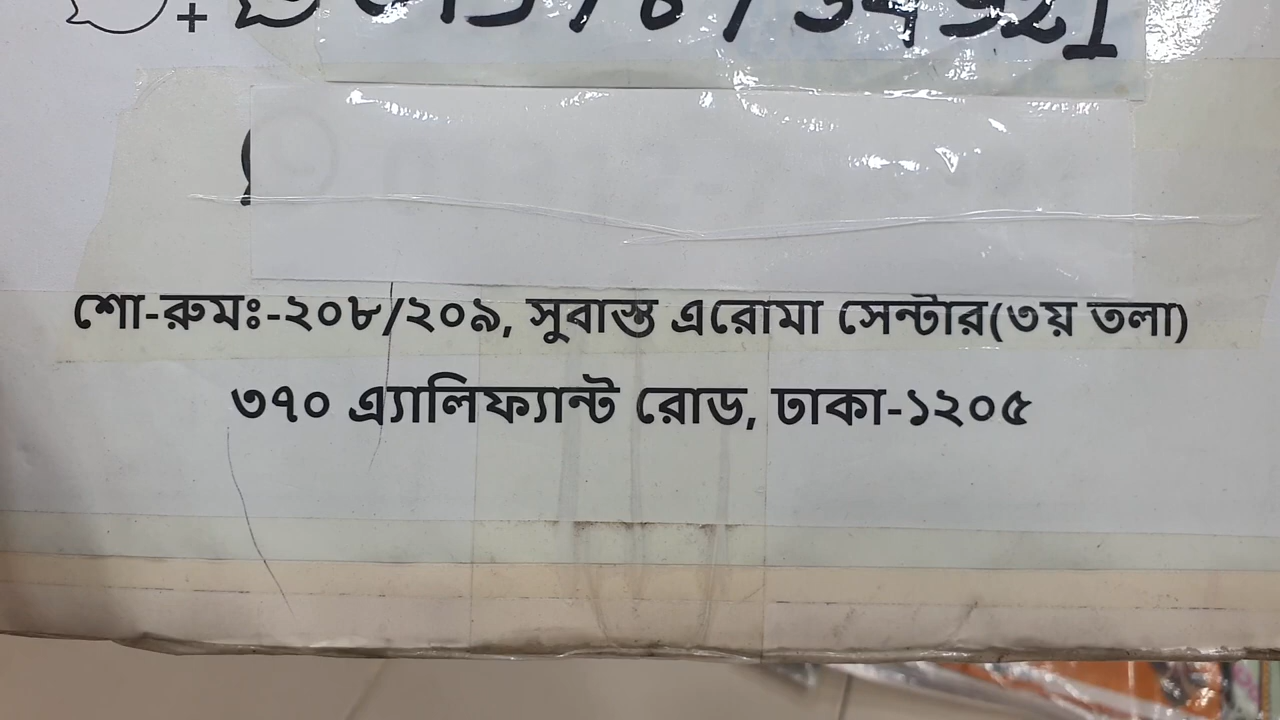 শো-রুমঃ-২০৮/২০৯, সুবাস্তু এরোমা সেন্টার(৩য় তলা)
৩৭০ এ্যালিফ্যান্ট রোড, ঢাকা-১২০৫